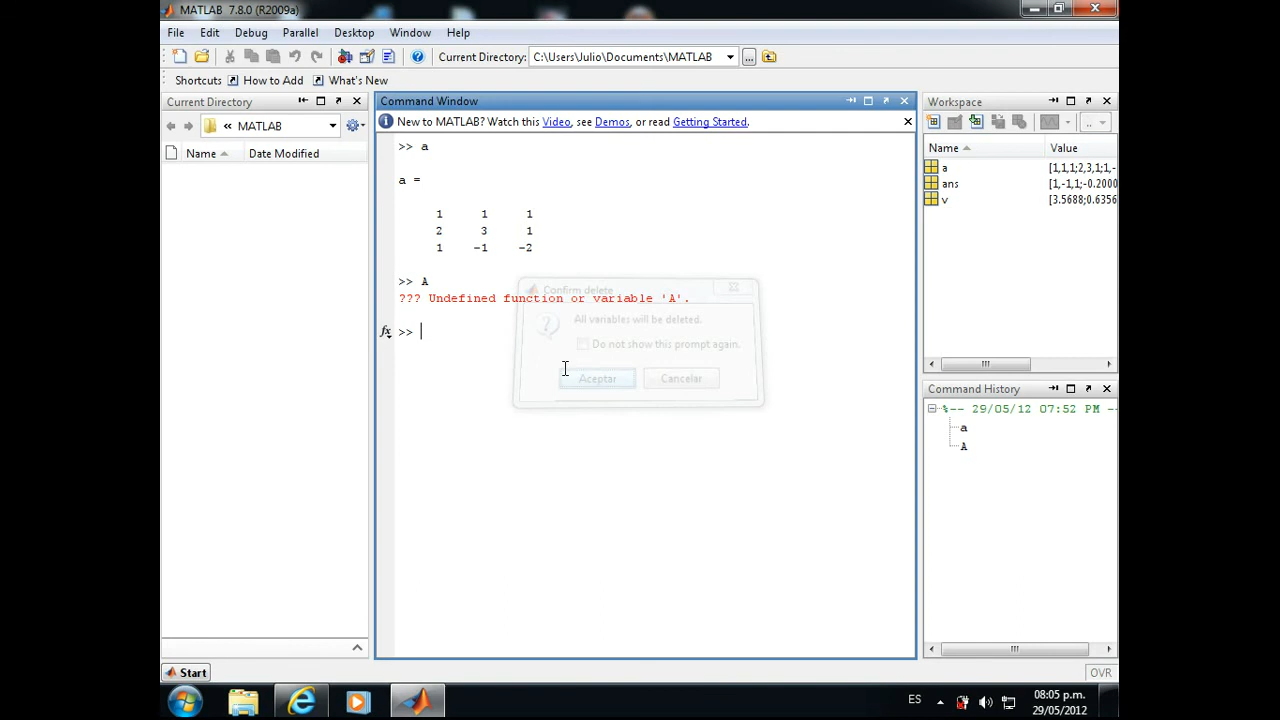 MATLAB 7.8.0 (R2009a)
File Edit Debug Parallel Desktop Window Help
Current Directory: C:\Users\Julio\Documents\MATLAB
Shortcuts How to Add What's New
Current Directory
« MATLAB
Name Date Modified
Command Window
New to MATLAB? Watch this Video, see Demos, or read Getting Started.
>> a
a =
1 1 1
2 3 1
1 -1 -2
>> A
??? Undefined function or variable 'A'.
fx >>
Confirm delete
All variables will be deleted.
Do not show this prompt again.
Aceptar Cancelar
Workspace
Name Value
a [1,1,1;2,3,1;1,-
ans [1,-1,1;-0.2000
v [3.5688;0.6356
Command History
%-- 29/05/12 07:52 PM --
a
A
Start
OVR
ES
08:05 p.m.
29/05/2012